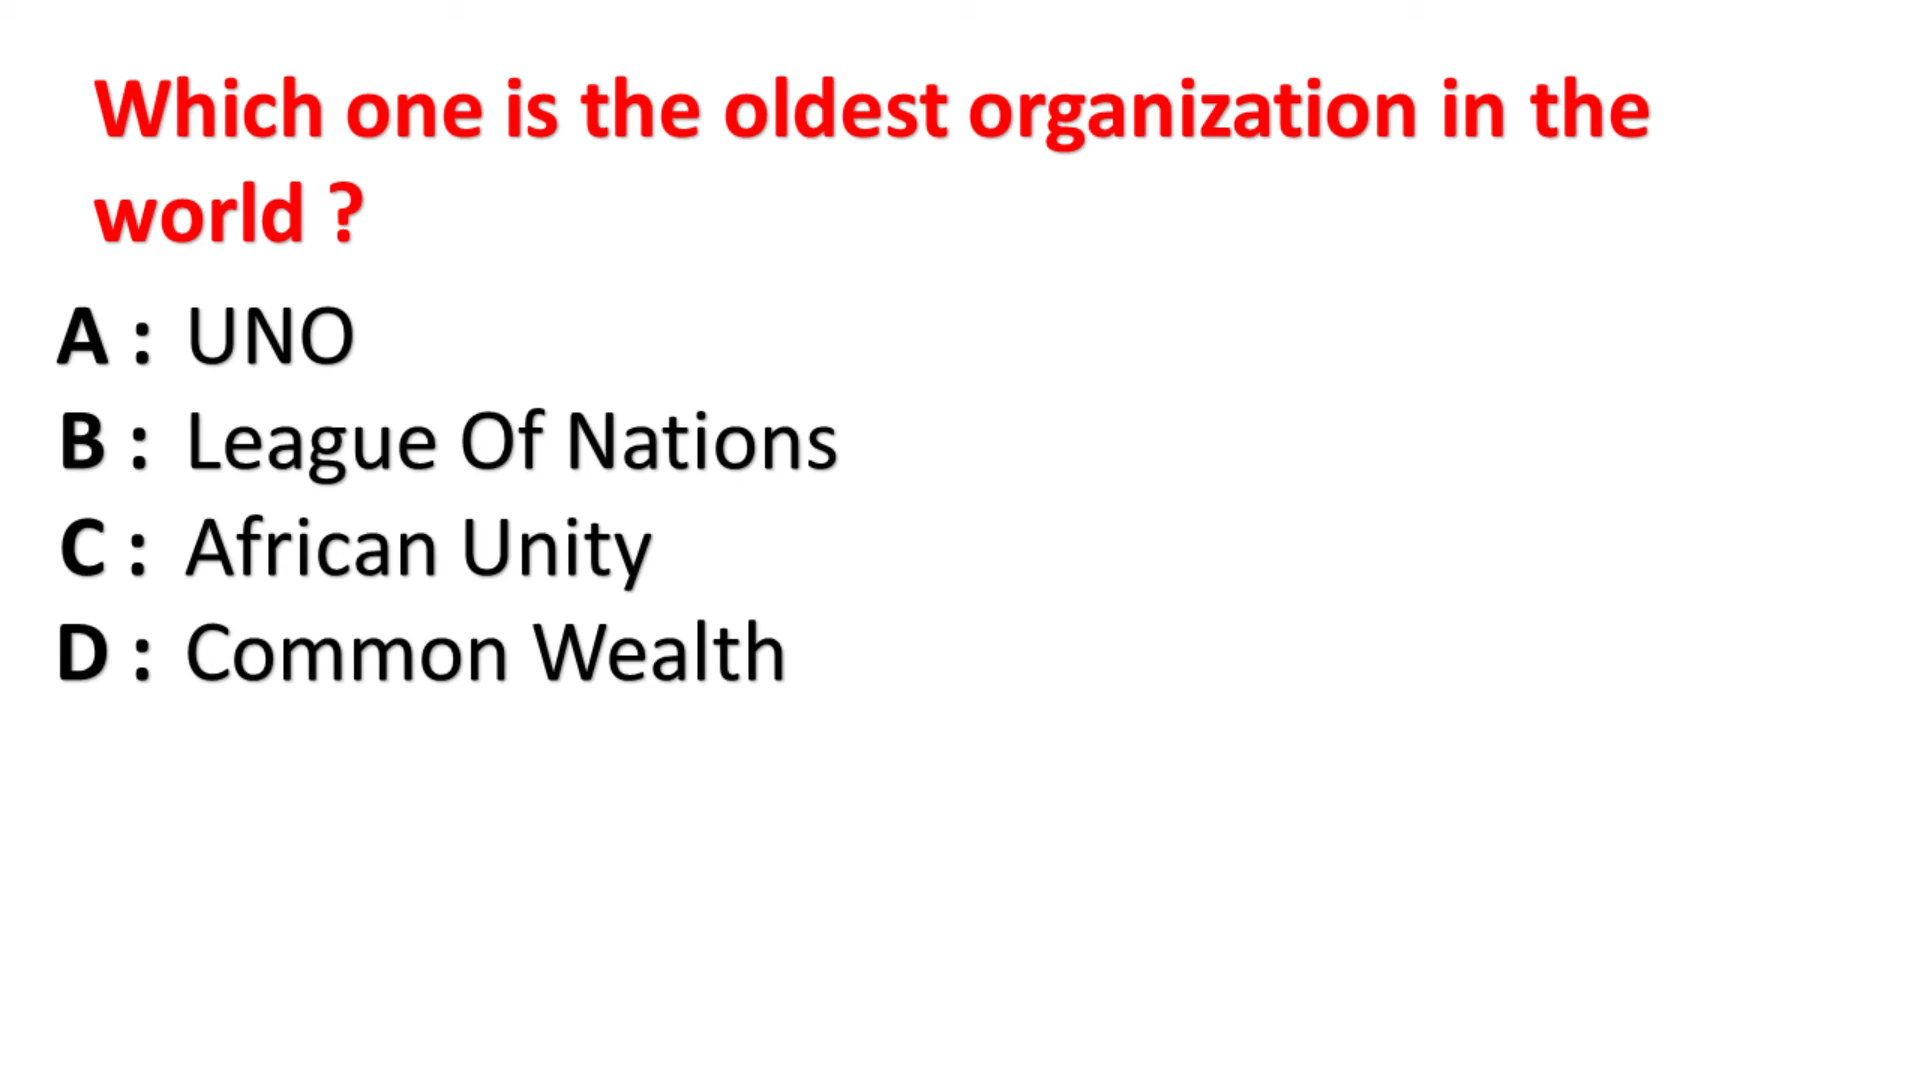 Which one is the oldest organization in the
world ?
A : UNO
B : League Of Nations
C : African Unity
D : Common Wealth